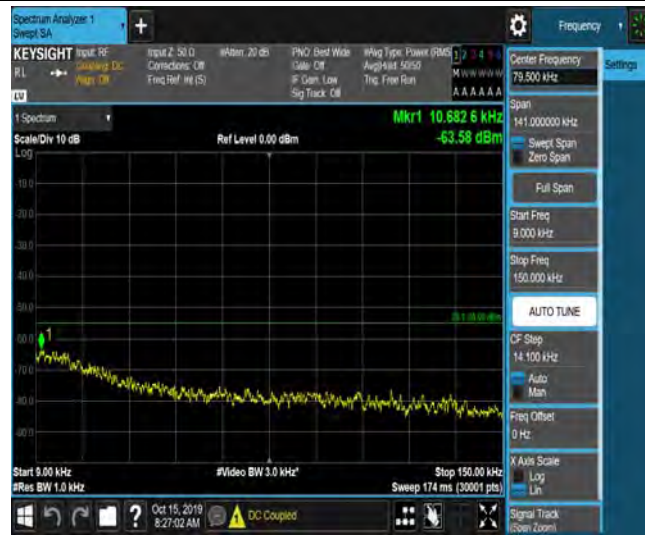 Spectrum Analyzer 1
Swept SA
+
Frequency
KEYSIGHT Input: RF
RL
Coupling: DC
Align: Off
Input Z: 50 Ω
Corrections: Off
Freq Ref: Int (S)
#Atten: 20 dB
PNO: Best Wide
Gate: Off
IF Gain: Low
Sig Track: Off
#Avg Type: Power (RMS
Avg|Hold: 50/50
Trig: Free Run
1 2 3 4 5 6
M W W W W W
A A A A A A
LV
1 Spectrum
Scale/Div 10 dB
Log
Ref Level 0.00 dBm
Mkr1 10.682 6 kHz
-63.58 dBm
-10.0
-20.0
-30.0
-40.0
-50.0
-60.0
-70.0
-80.0
-90.0
1
Start 9.00 kHz
#Res BW 1.0 kHz
#Video BW 3.0 kHz*
Stop 150.00 kHz
Sweep 174 ms (30001 pts)
Oct 15, 2019
8:27:02 AM
DC Coupled
Center Frequency
79.500 kHz
Settings
Span
141.000000 kHz
Swept Span
Zero Span
Full Span
Start Freq
9.000 kHz
Stop Freq
150.000 kHz
AUTO TUNE
CF Step
14.100 kHz
Auto
Man
Freq Offset
0 Hz
X Axis Scale
Log
Lin
Signal Track
(Span Zoom)